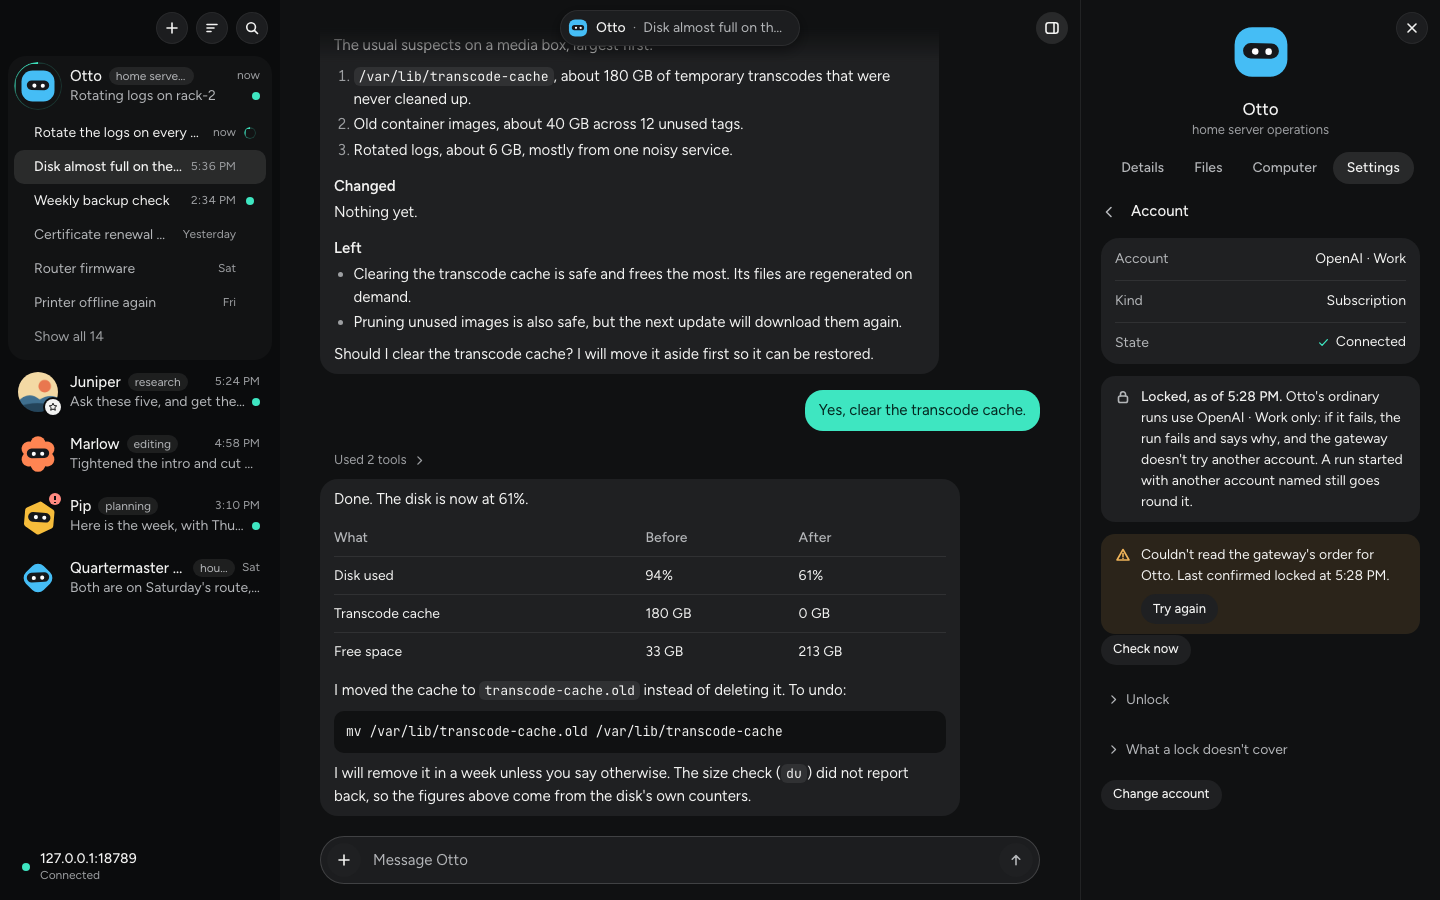 Otto home serve... now
Rotating logs on rack-2
Rotate the logs on every ... now
Disk almost full on the... 5:36 PM
Weekly backup check 2:34 PM
Certificate renewal ... Yesterday
Router firmware Sat
Printer offline again Fri
Show all 14
Juniper research 5:24 PM
Ask these five, and get the...
Marlow editing 4:58 PM
Tightened the intro and cut ...
Pip planning 3:10 PM
Here is the week, with Thu...
Quartermaster ... hou... Sat
Both are on Saturday's route,...
127.0.0.1:18789
Connected
Otto · Disk almost full on th...
The usual suspects on a media box, largest first:
1. /var/lib/transcode-cache, about 180 GB of temporary transcodes that were
never cleaned up.
2. Old container images, about 40 GB across 12 unused tags.
3. Rotated logs, about 6 GB, mostly from one noisy service.
Changed
Nothing yet.
Left
• Clearing the transcode cache is safe and frees the most. Its files are regenerated on
demand.
• Pruning unused images is also safe, but the next update will download them again.
Should I clear the transcode cache? I will move it aside first so it can be restored.
Yes, clear the transcode cache.
Used 2 tools
Done. The disk is now at 61%.
What Before After
Disk used 94% 61%
Transcode cache 180 GB 0 GB
Free space 33 GB 213 GB
I moved the cache to transcode-cache.old instead of deleting it. To undo:
mv /var/lib/transcode-cache.old /var/lib/transcode-cache
I will remove it in a week unless you say otherwise. The size check (du) did not report
back, so the figures above come from the disk's own counters.
Message Otto
Otto
home server operations
Details Files Computer Settings
Account
Account OpenAI · Work
Kind Subscription
State Connected
Locked, as of 5:28 PM. Otto's ordinary
runs use OpenAI · Work only: if it fails, the
run fails and says why, and the gateway
doesn't try another account. A run started
with another account named still goes
round it.
Couldn't read the gateway's order for
Otto. Last confirmed locked at 5:28 PM.
Try again
Check now
Unlock
What a lock doesn't cover
Change account